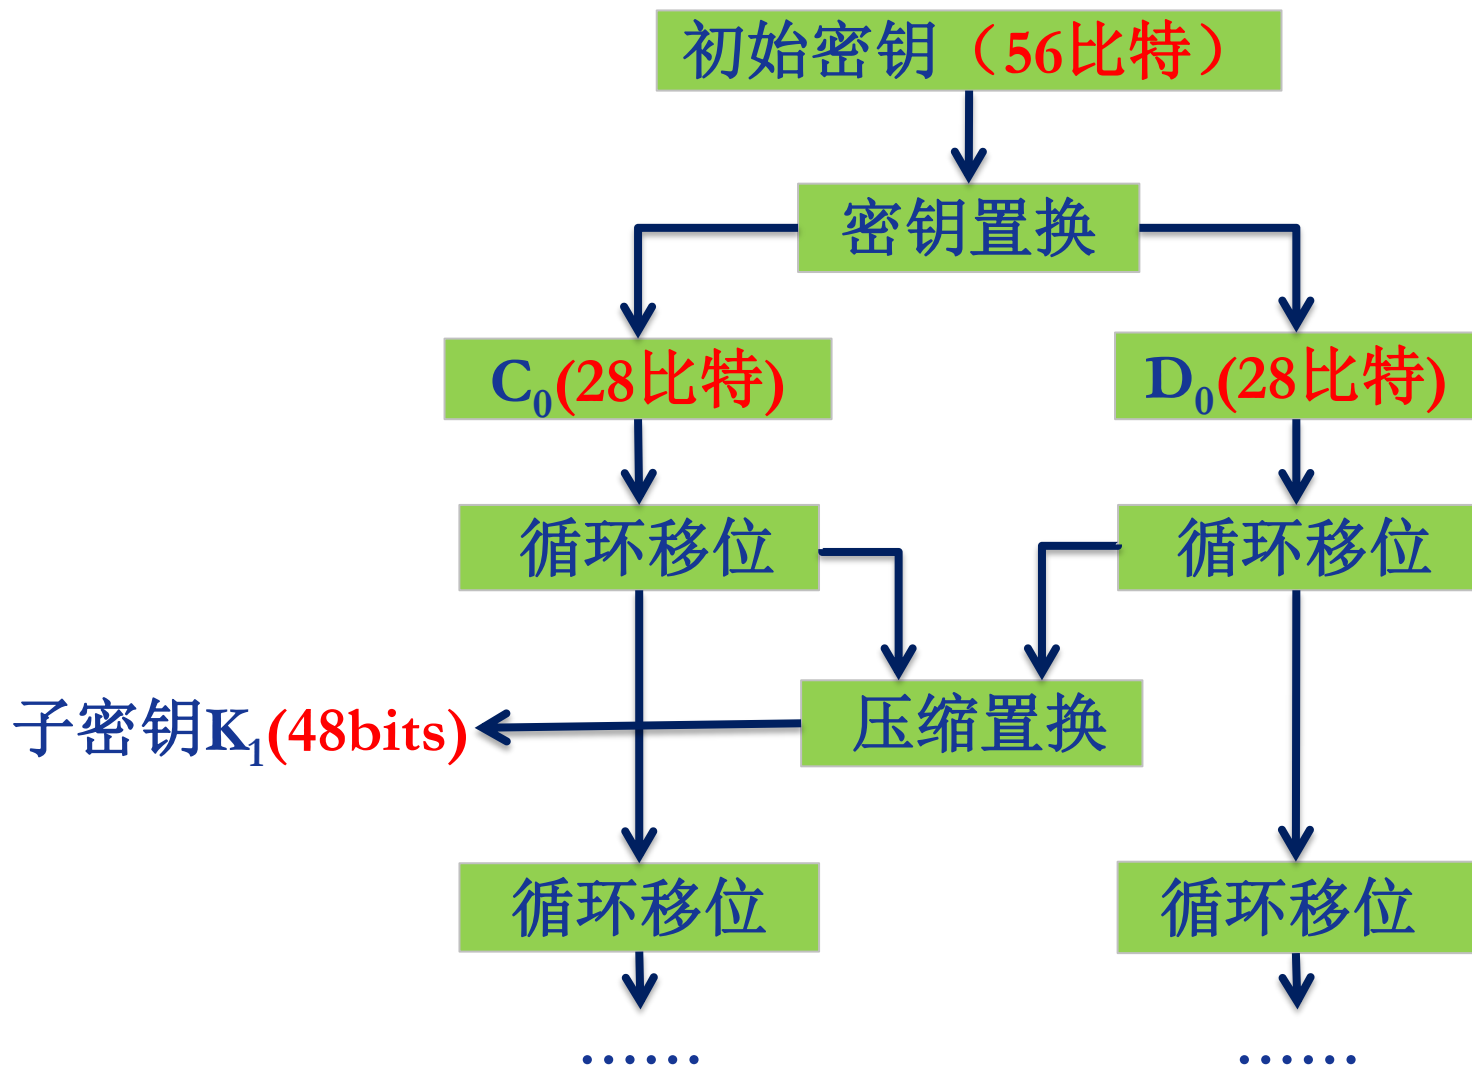 初始密钥（56比特）
密钥置换
C0(28比特)
D0(28比特)
循环移位
循环移位
压缩置换
子密钥K1(48bits)
循环移位
循环移位
……
……